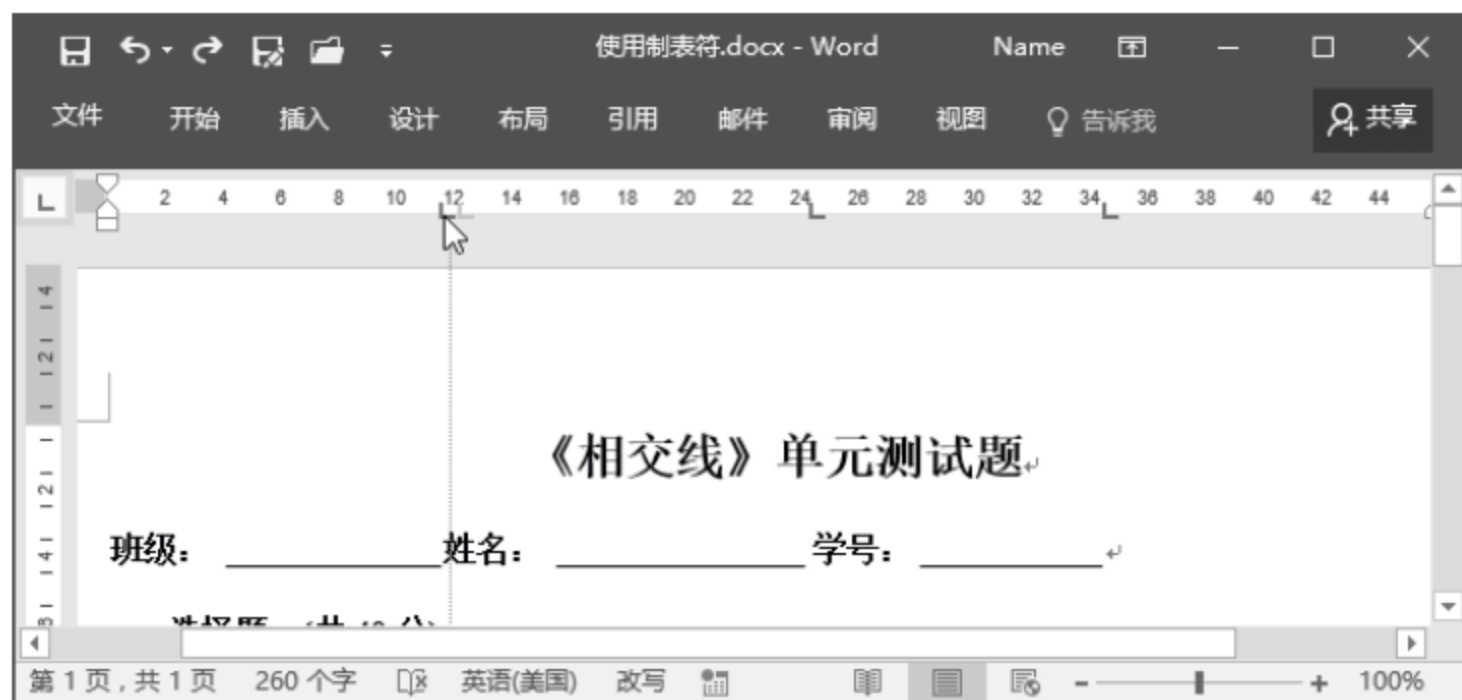 使用制表符.docx - Word Name
文件 开始 插入 设计 布局 引用 邮件 审阅 视图 告诉我 共享
2 4 6 8 10 12 14 16 18 20 22 24 26 28 30 32 34 36 38 40 42 44
4
2
2
4
《相交线》单元测试题
班级： 姓名： 学号：
第 1 页，共 1 页 260 个字 英语(美国) 改写 100%